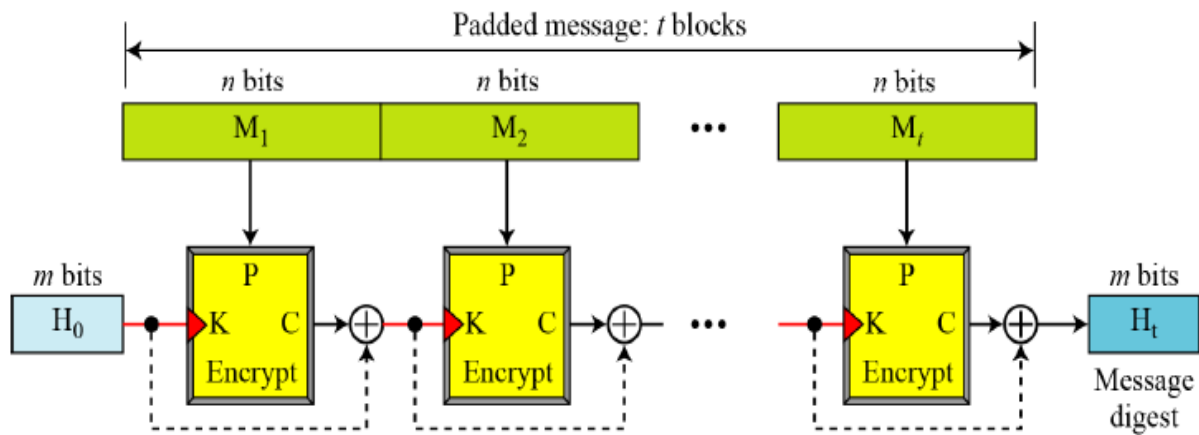 Padded message: t blocks
n bits n bits n bits
M₁ M₂ ••• Mₜ
P P P
m bits m bits
H₀ K C K C ••• K C Hₜ
Encrypt Encrypt Encrypt
Message
digest